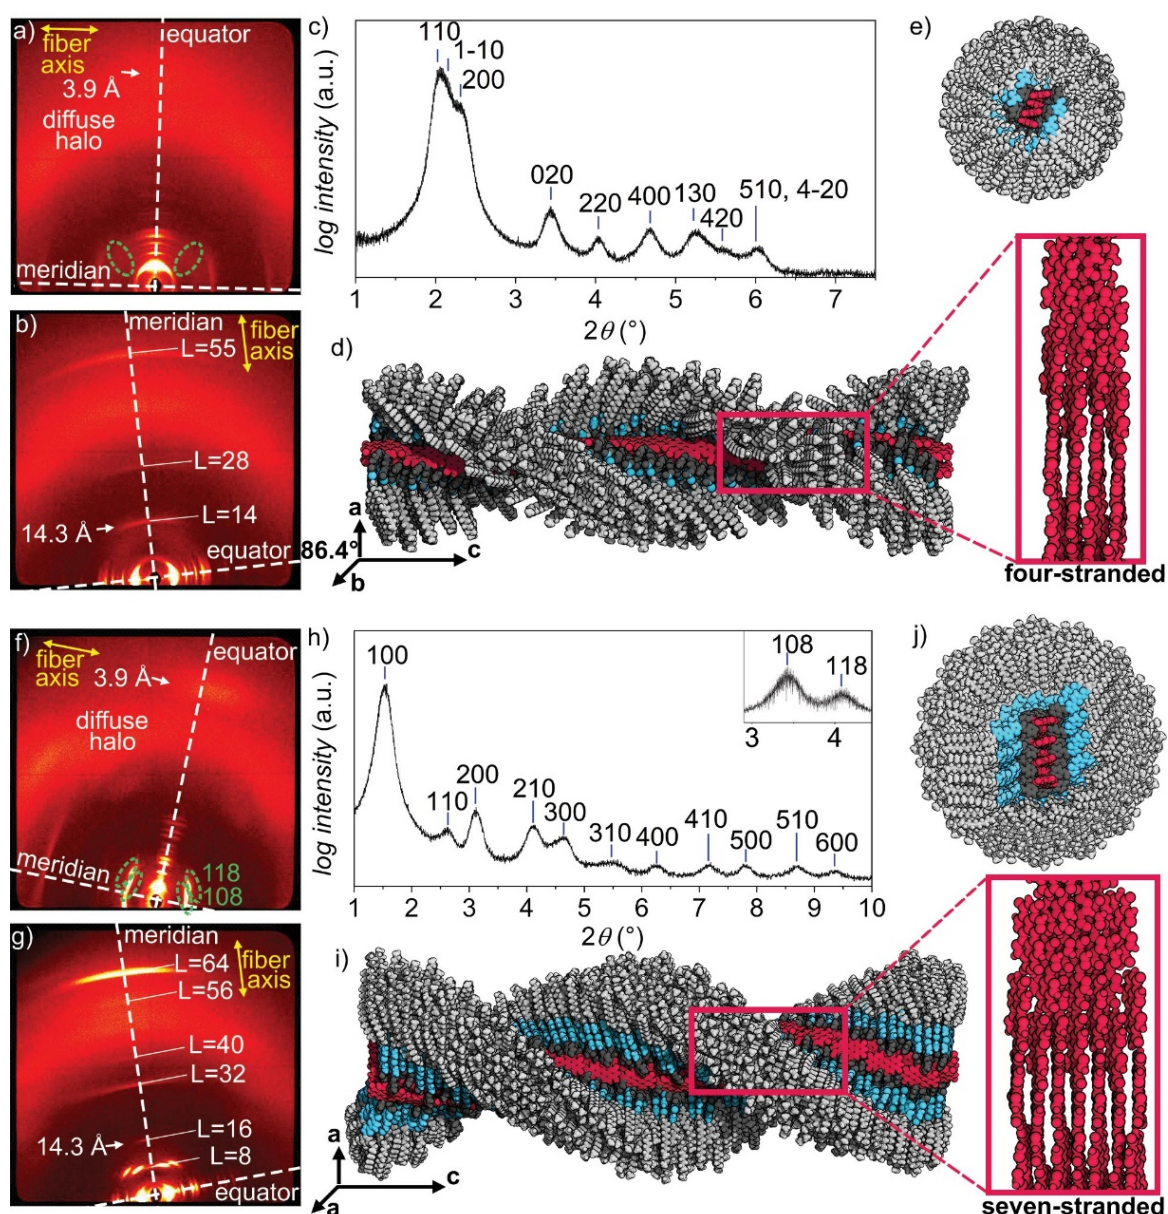 a)
fiber
axis
equator
3.9 Å
diffuse
halo
meridian
b)
meridian
fiber
axis
L=55
L=28
L=14
14.3 Å
equator
c)
110
1-10
200
020
220
400
130
420
510, 4-20
log intensity (a.u.)
1 2 3 4 5 6 7
2θ (°)
d)
a
86.4°
b
c
e)
four-stranded
f)
fiber
axis
equator
3.9 Å
diffuse
halo
meridian
118
108
g)
meridian
fiber
axis
L=64
L=56
L=40
L=32
L=16
14.3 Å
L=8
equator
h)
100
110
200
210
300
310
400
410
500
510
600
108
118
3 4
log intensity (a.u.)
1 2 3 4 5 6 7 8 9 10
2θ (°)
i)
a
c
a
j)
seven-stranded